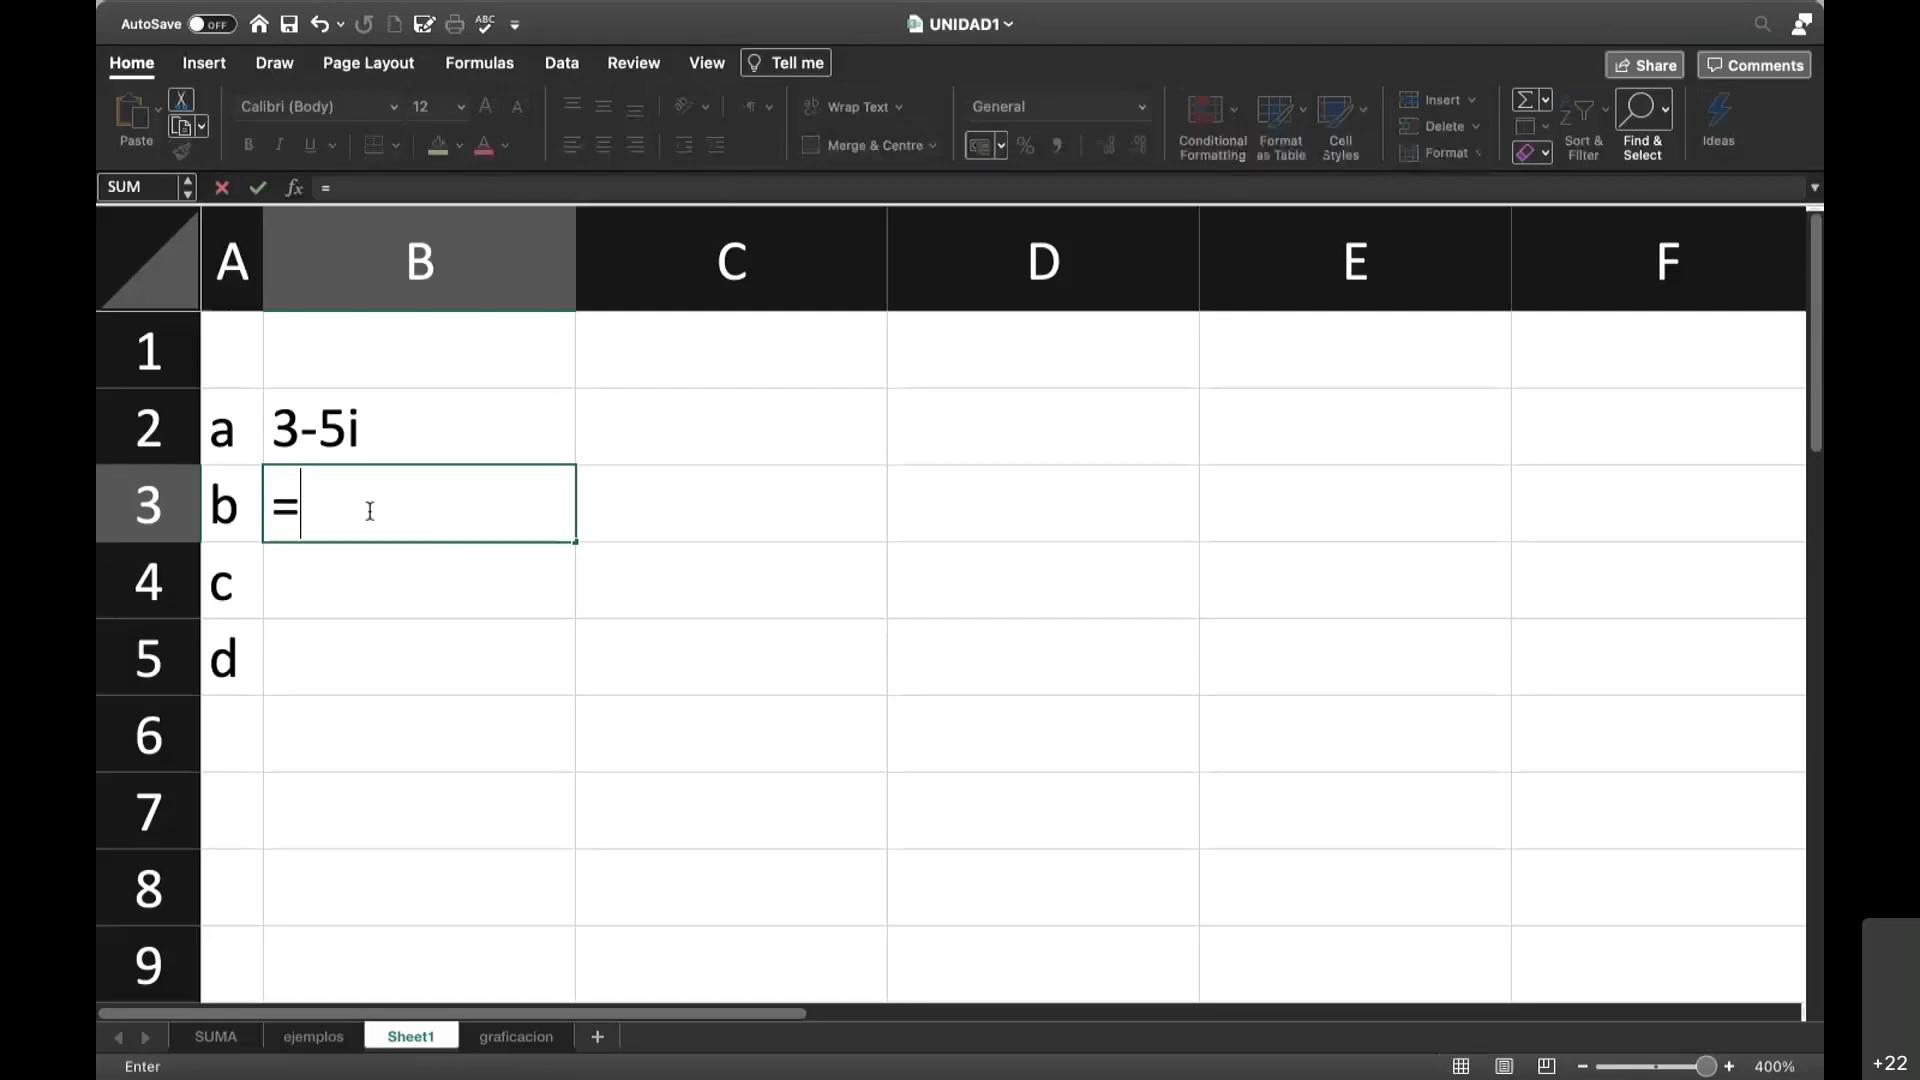 AutoSave OFF ABC UNIDAD1
Home Insert Draw Page Layout Formulas Data Review View Tell me Share Comments
Paste Calibri (Body) 12 A A ab Wrap Text General Insert
B I U A Merge & Centre % Conditional Formatting Format as Table Cell Styles Delete Format Sort & Filter Find & Select Ideas
SUM fx =
A B C D E F
1
2 a 3-5i
3 b =
4 c
5 d
6
7
8
9
SUMA ejemplos Sheet1 graficacion +
Enter − + 400% +22